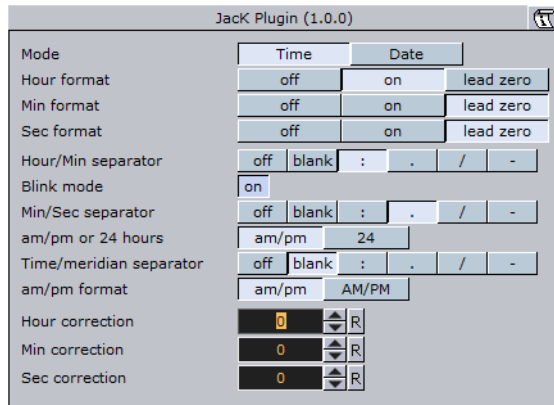 JacK Plugin (1.0.0)
Mode Time Date
Hour format off on lead zero
Min format off on lead zero
Sec format off on lead zero
Hour/Min separator off blank : . / -
Blink mode on
Min/Sec separator off blank : . / -
am/pm or 24 hours am/pm 24
Time/meridian separator off blank : . / -
am/pm format am/pm AM/PM
Hour correction 0 R
Min correction 0 R
Sec correction 0 R